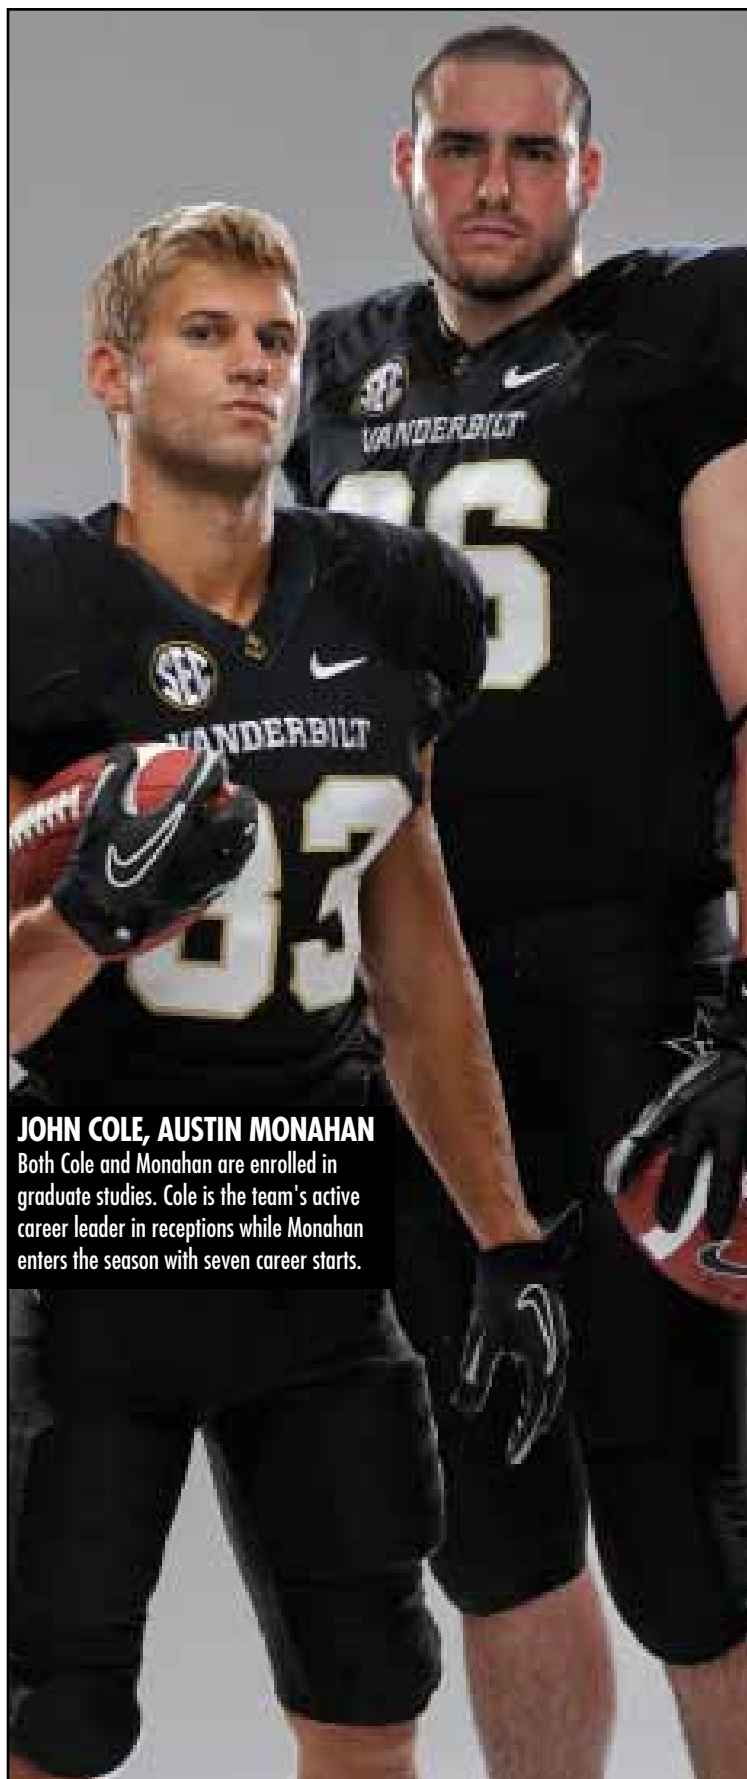 SEC
VANDERBILT
6
SEC
VANDERBILT
83
JOHN COLE, AUSTIN MONAHAN
Both Cole and Monahan are enrolled in
graduate studies. Cole is the team's active
career leader in receptions while Monahan
enters the season with seven career starts.